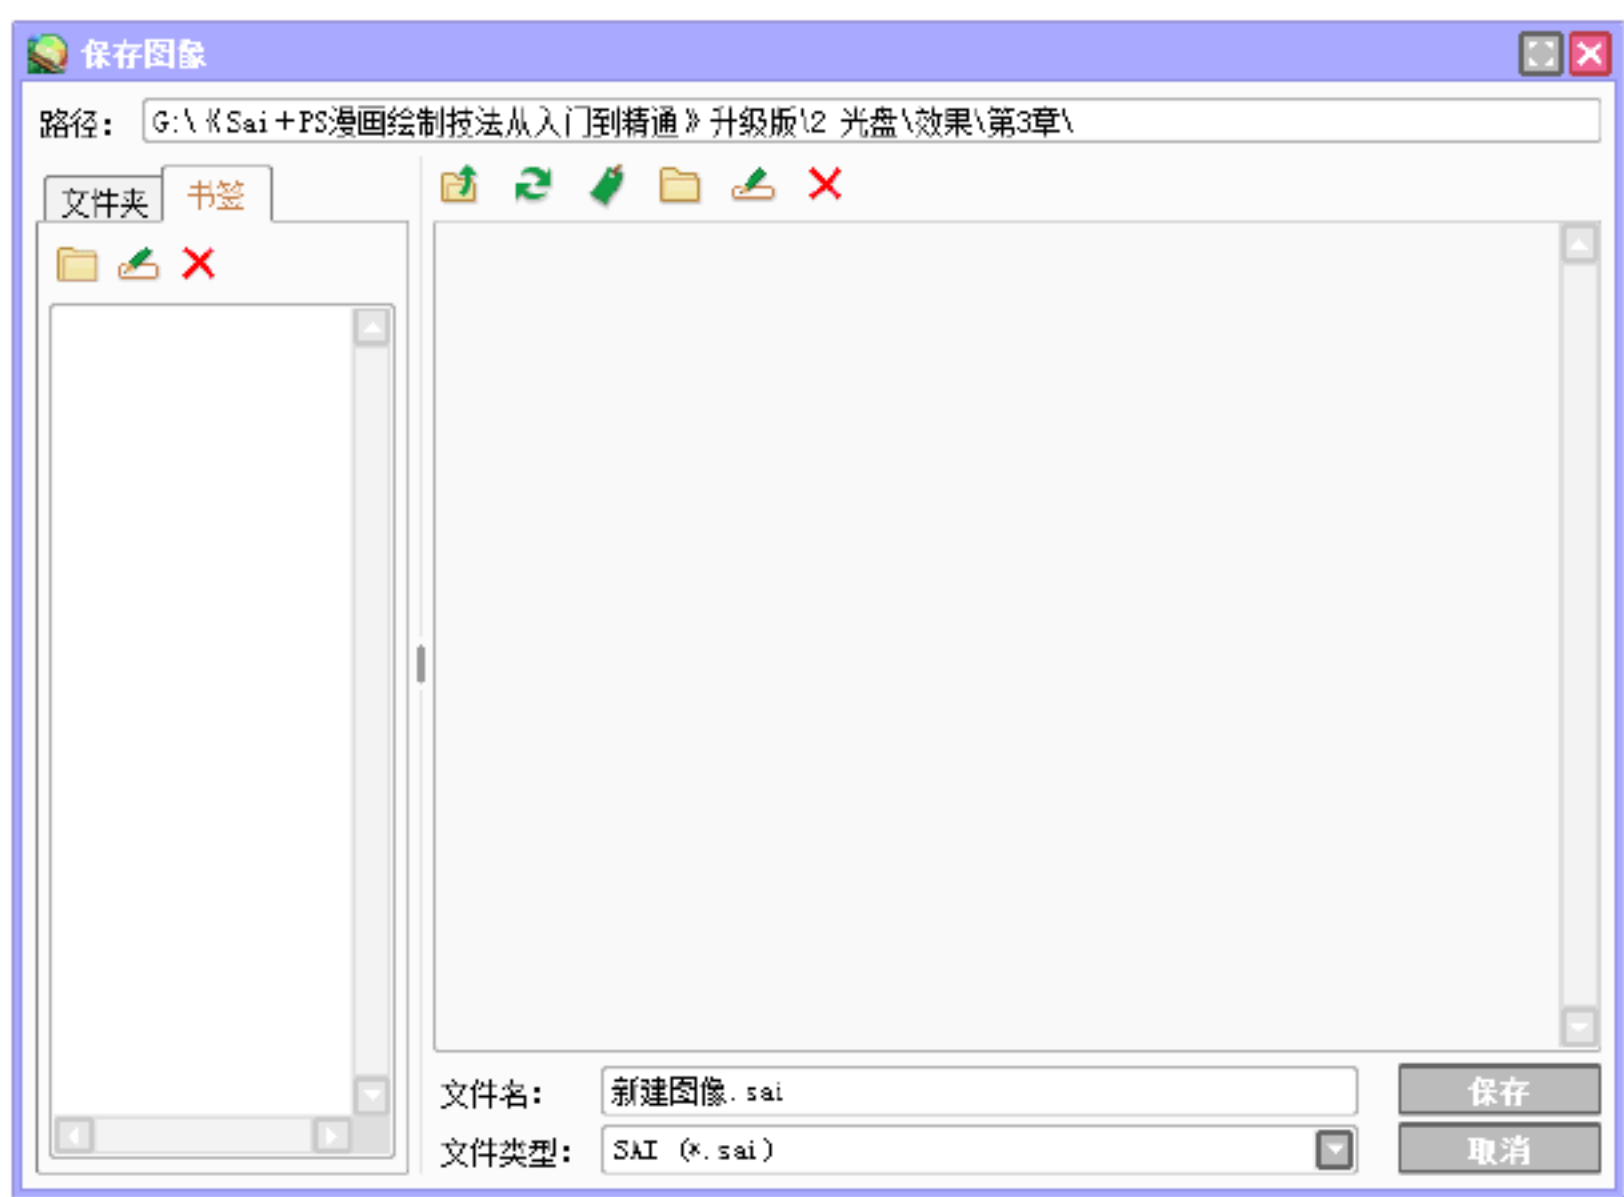 保存图像
路径： G:\《Sai＋PS漫画绘制技法从入门到精通》升级版\2 光盘\效果\第3章\
文件夹 书签
文件名： 新建图像.sai 保存
文件类型： SAI (*.sai) 取消